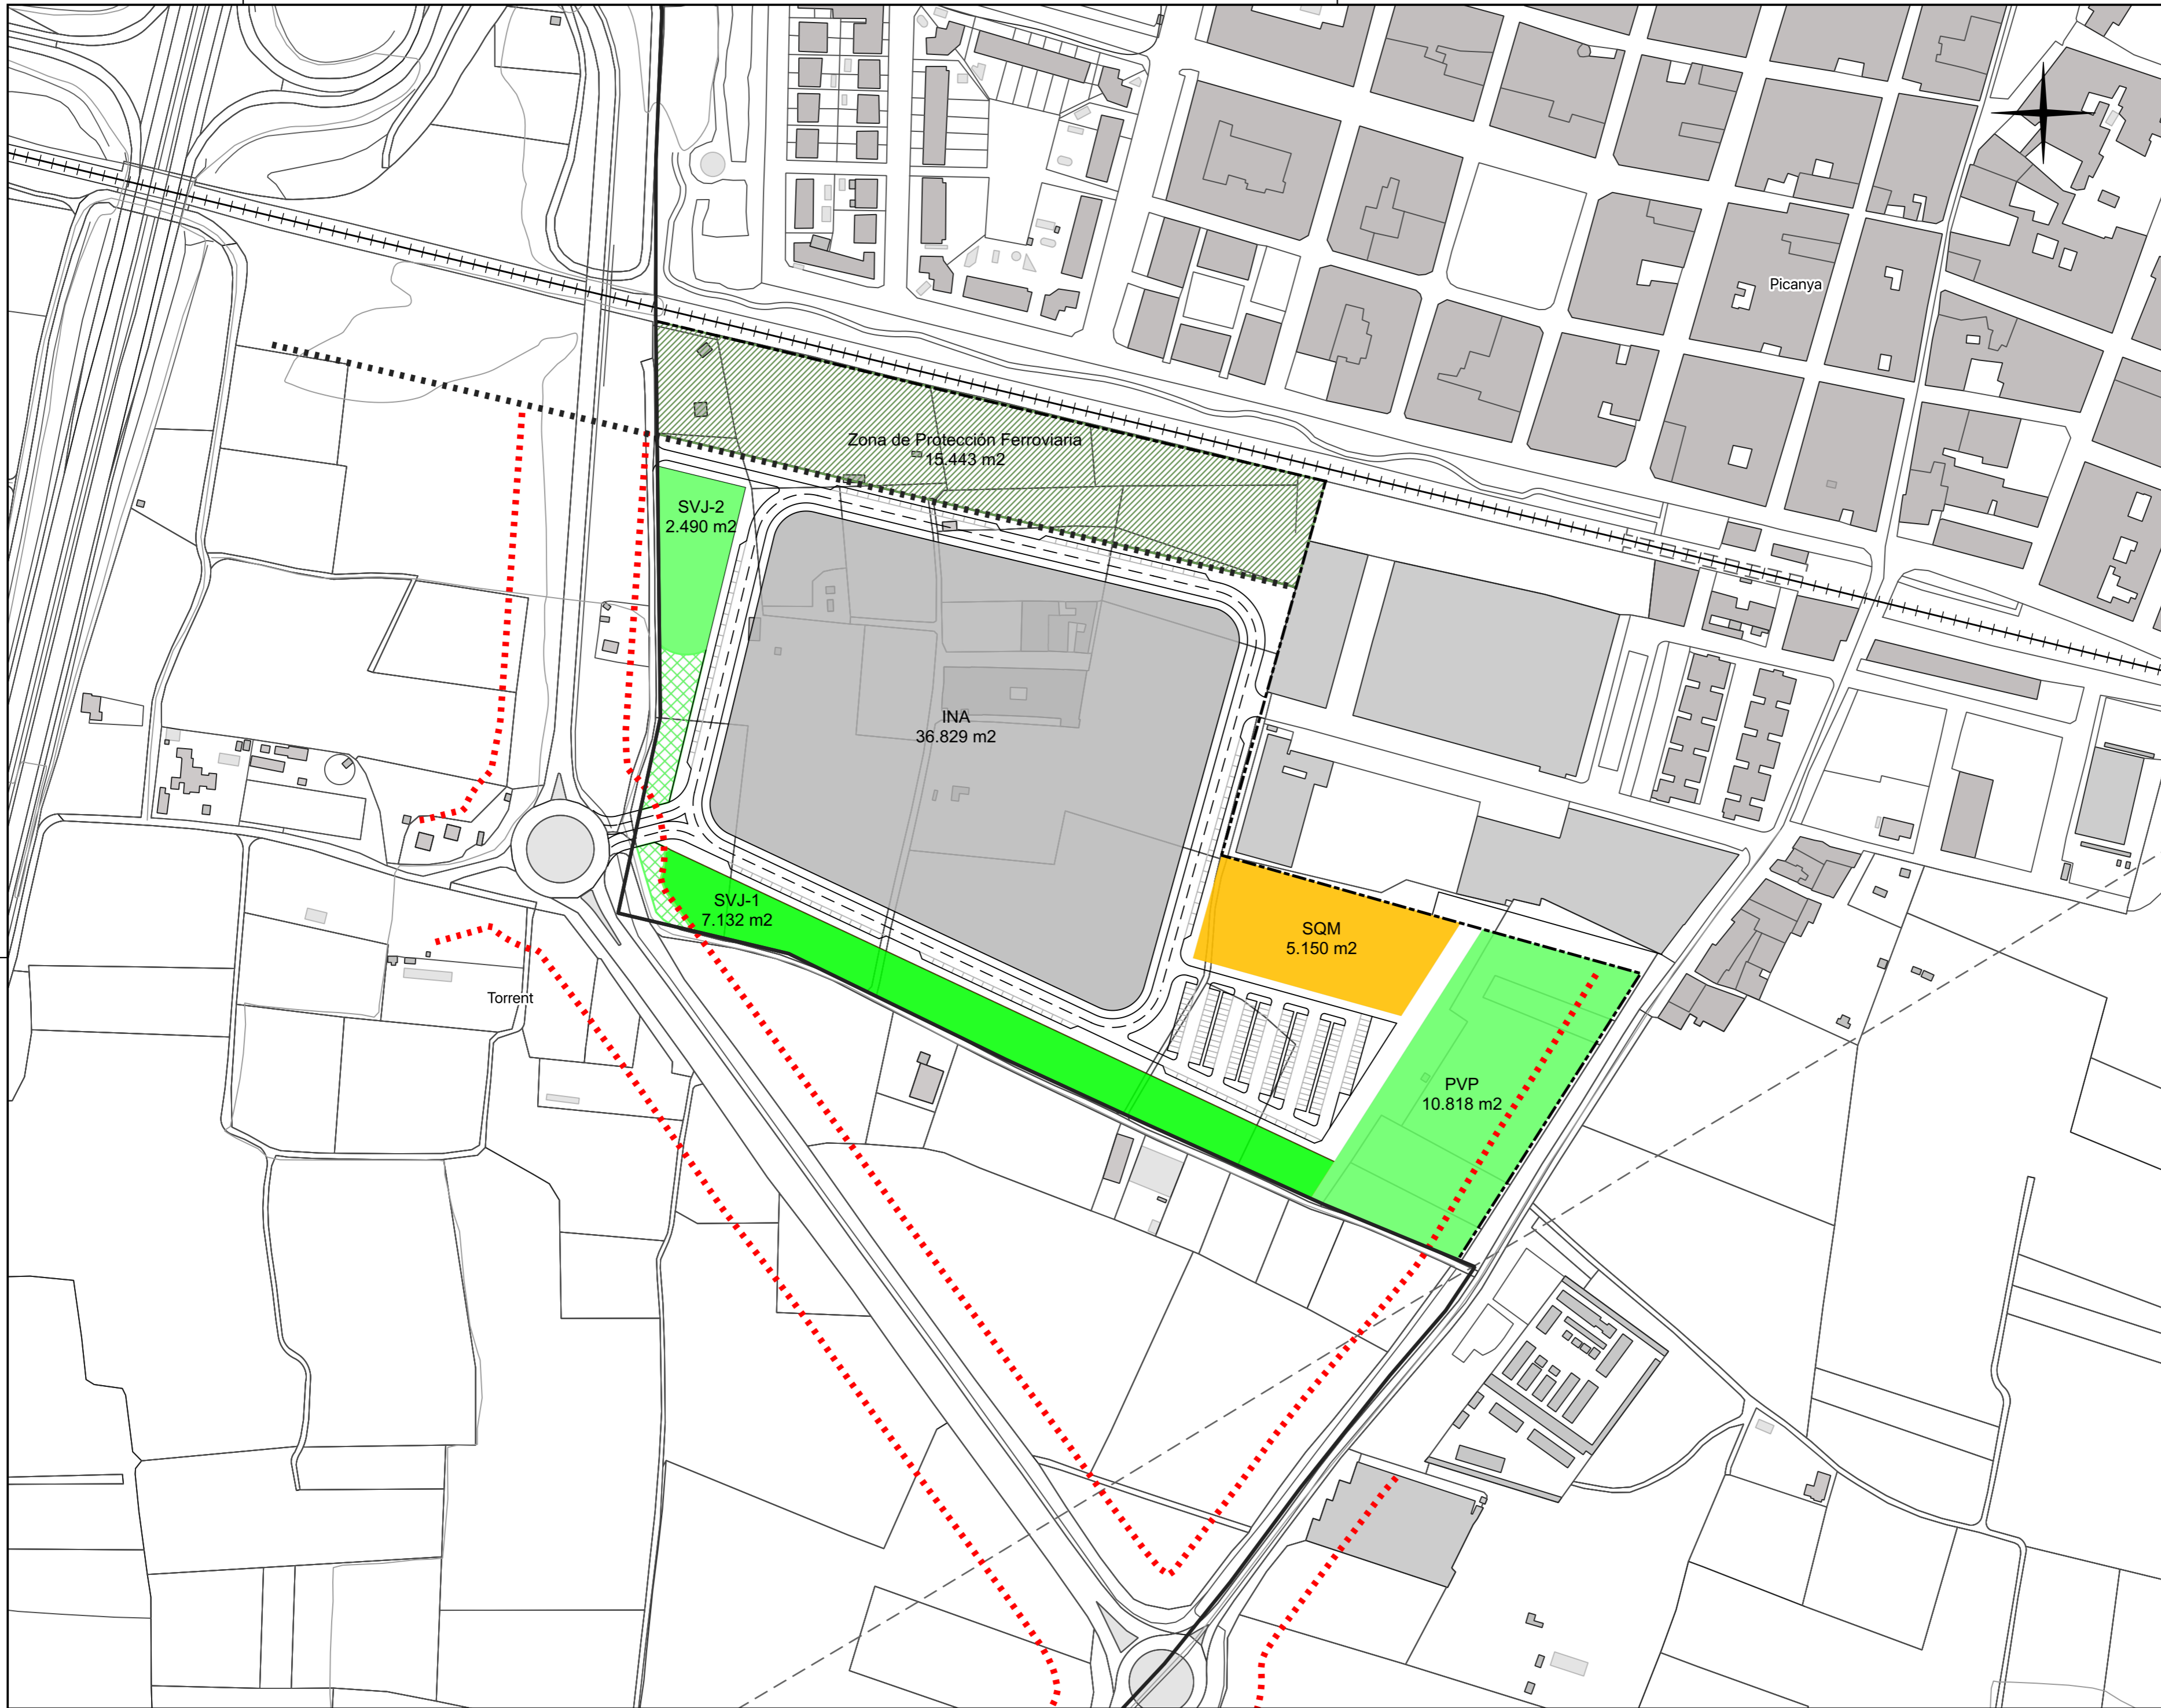 Picanya
Zona de Protección Ferroviaria
15.443 m2
SVJ-2
2.490 m2
INA
36.829 m2
SVJ-1
7.132 m2
SQM
5.150 m2
Torrent
PVP
10.818 m2